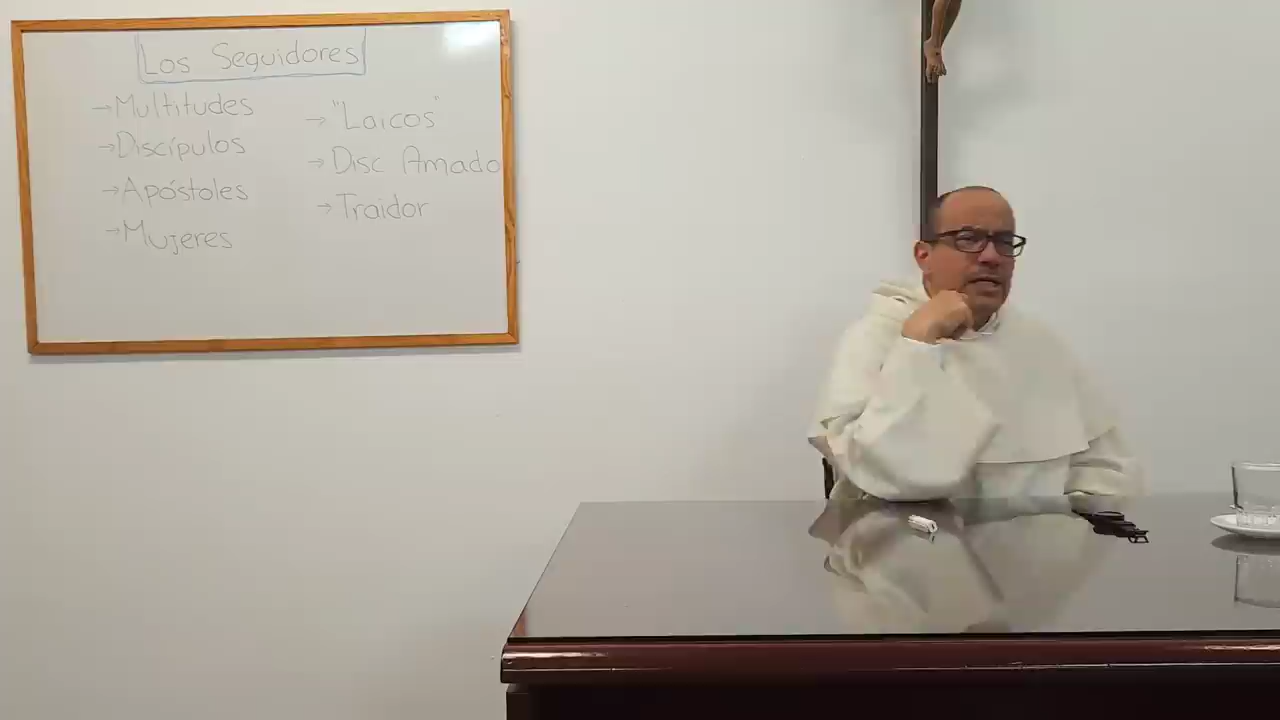 Los Seguidores
→Multitudes
→Discípulos
→Apóstoles
→Mujeres
→ "Laicos"
→ Disc Amado
→ Traidor